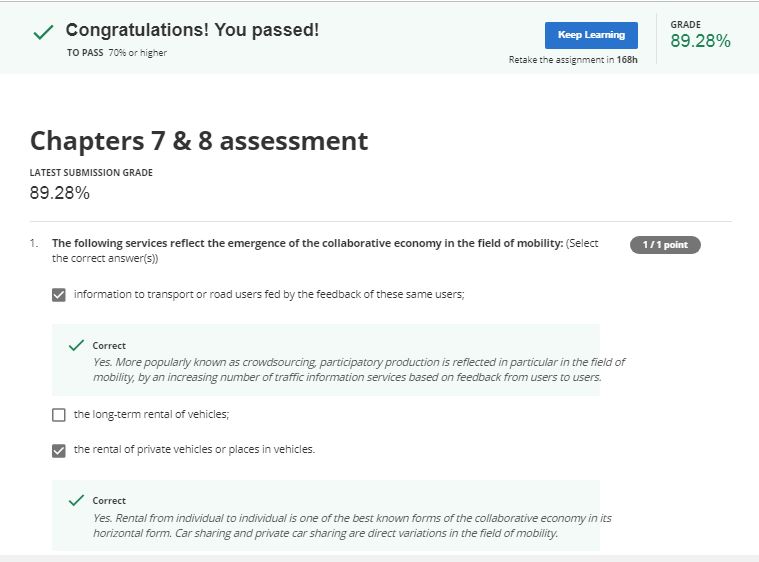 Congratulations! You passed!
TO PASS 70% or higher
Keep Learning
Retake the assignment in 168h
GRADE
89.28%
Chapters 7 & 8 assessment
LATEST SUBMISSION GRADE
89.28%
1. The following services reflect the emergence of the collaborative economy in the field of mobility: (Select
the correct answer(s))
1 / 1 point
information to transport or road users fed by the feedback of these same users;
Correct
Yes. More popularly known as crowdsourcing, participatory production is reflected in particular in the field of
mobility, by an increasing number of traffic information services based on feedback from users to users.
the long-term rental of vehicles;
the rental of private vehicles or places in vehicles.
Correct
Yes. Rental from individual to individual is one of the best known forms of the collaborative economy in its
horizontal form. Car sharing and private car sharing are direct variations in the field of mobility.